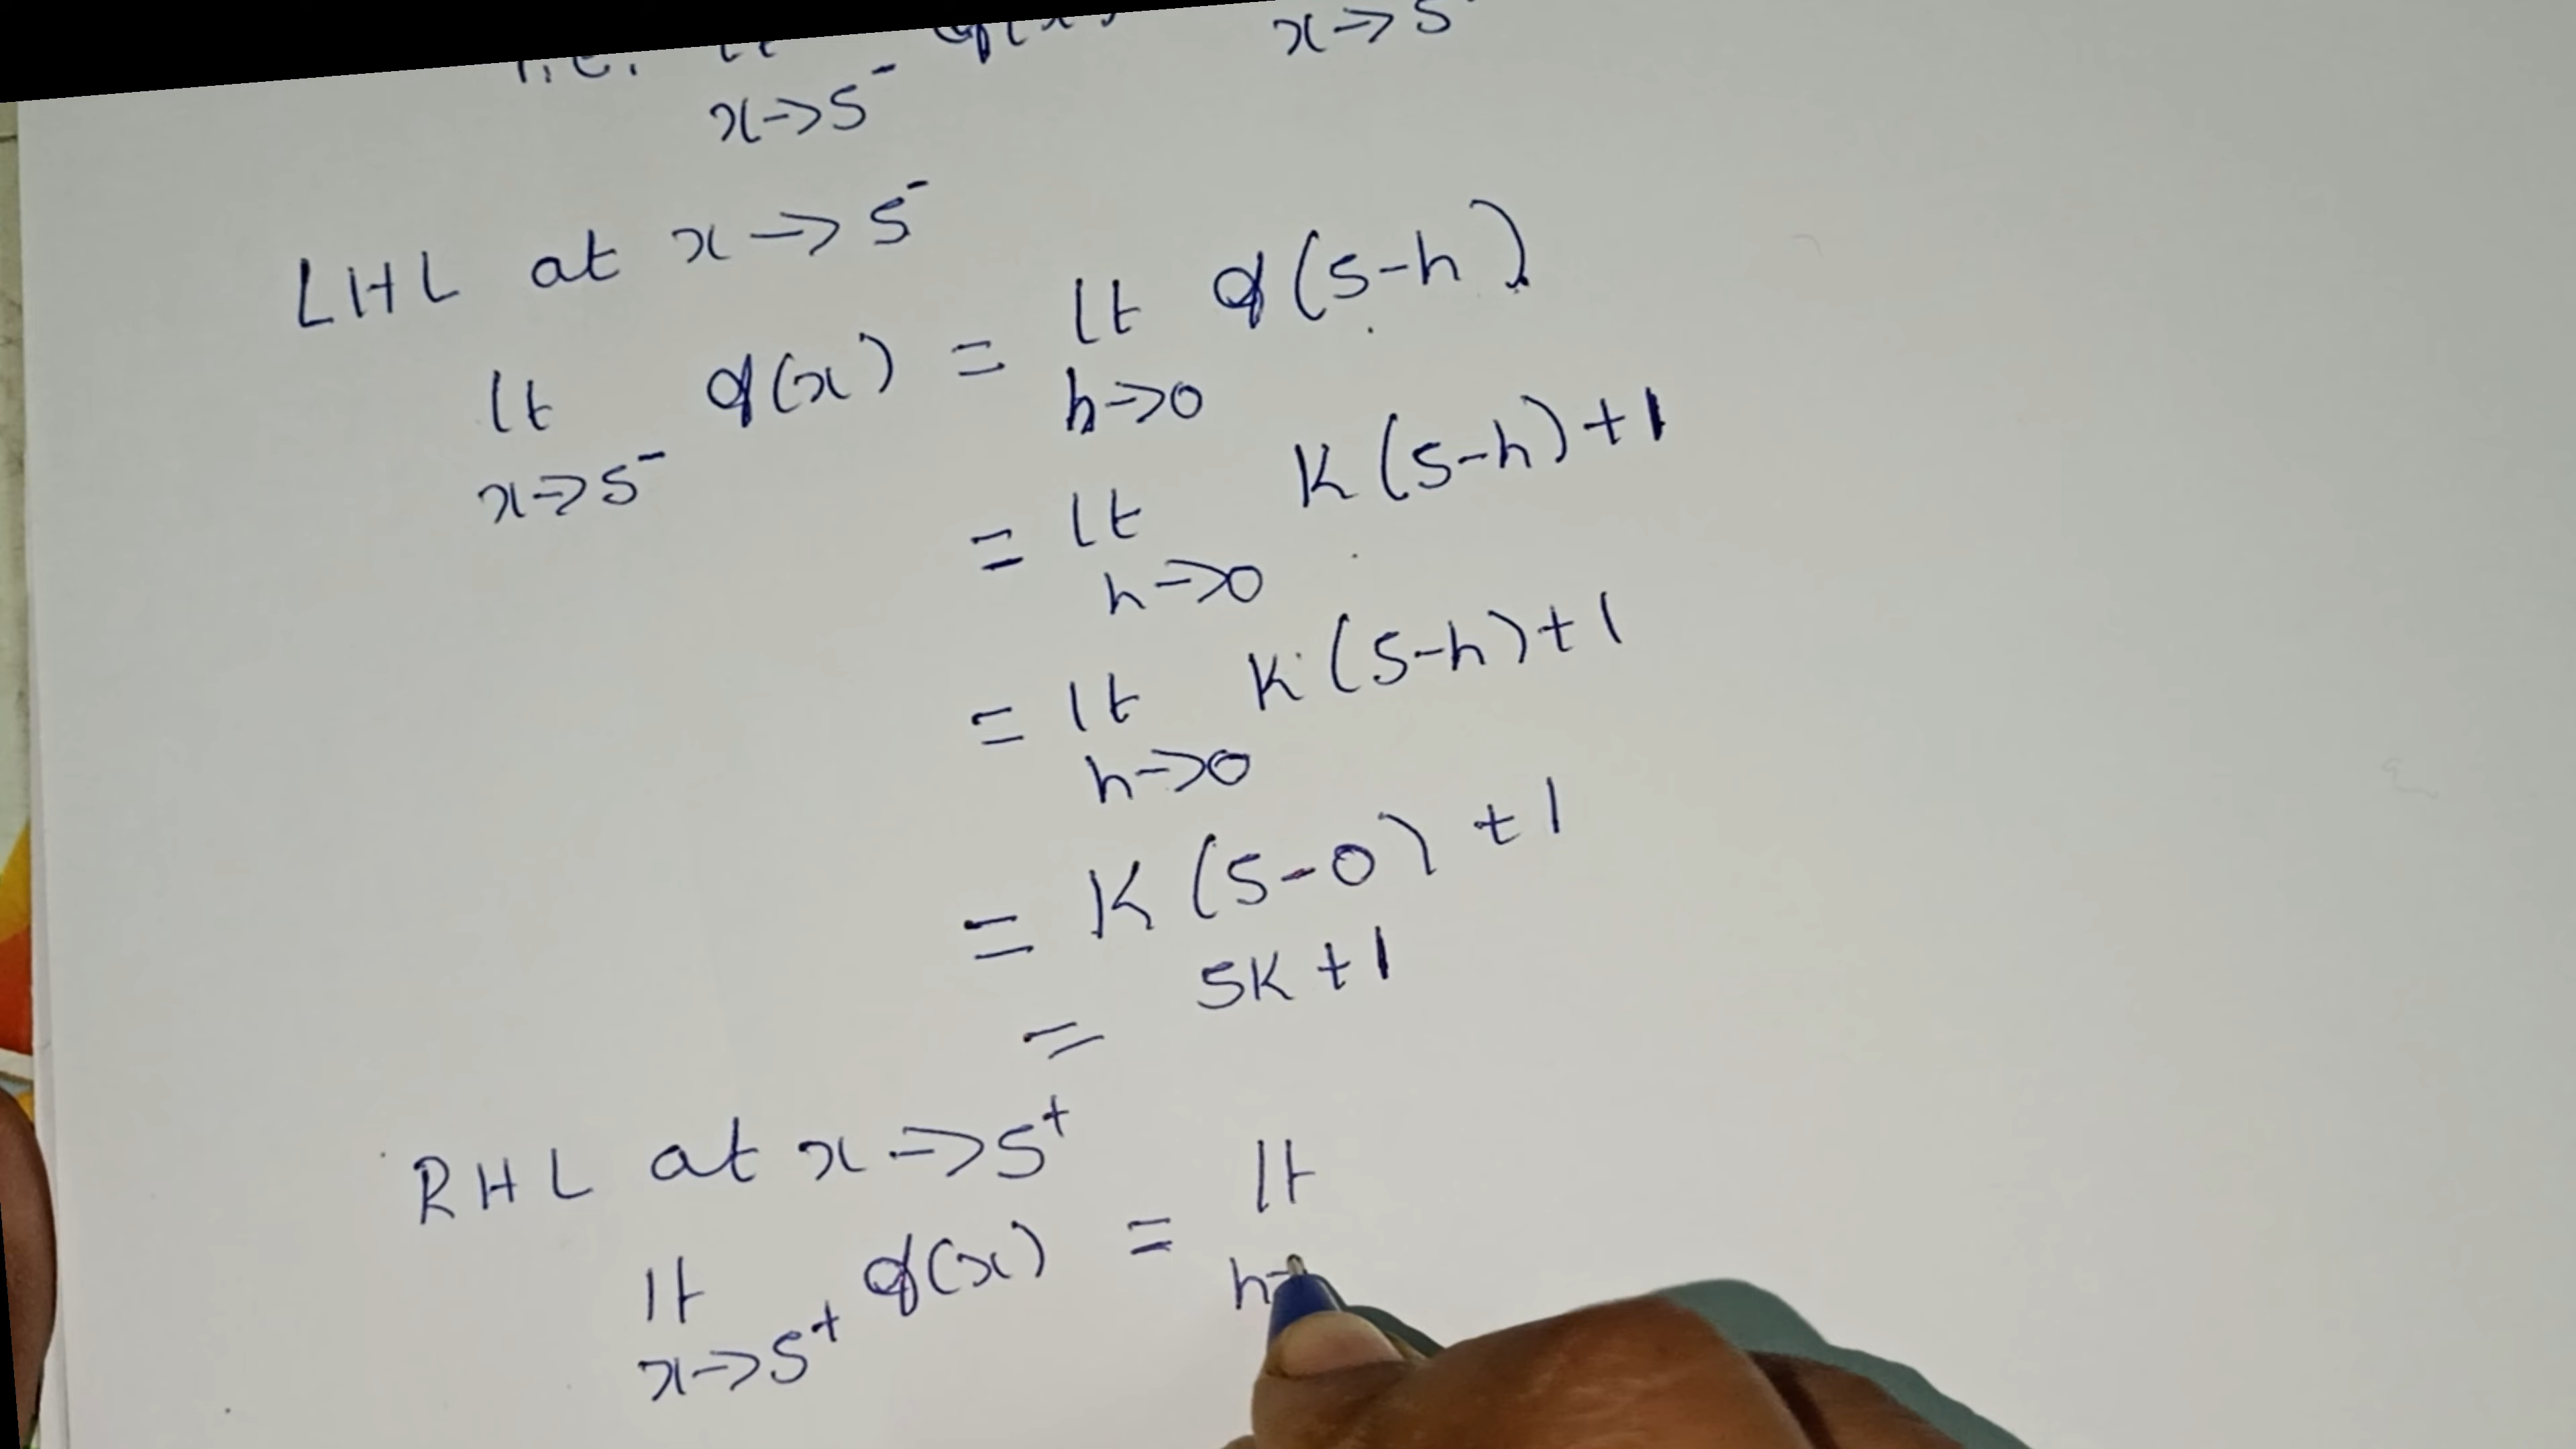 x→5⁻ x→5
LHL at x→5⁻
lt f(x) = lt f(5-h)
x→5⁻ h→0
= lt K(5-h)+1
h→0
= lt K(5-h)+1
h→0
= K(5-0)+1
= 5K+1
RHL at x→5⁺
lt f(x) = lt
x→5⁺ h